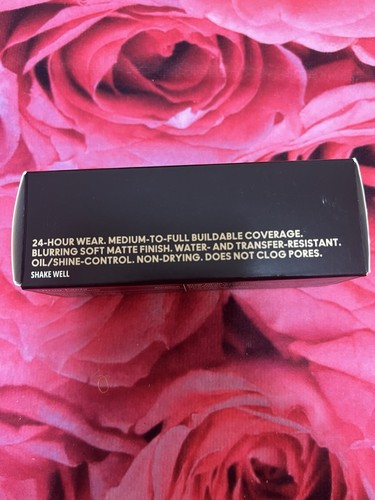 24-HOUR WEAR. MEDIUM-TO-FULL BUILDABLE COVERAGE.
BLURRING SOFT MATTE FINISH. WATER- AND TRANSFER-RESISTANT.
OIL/SHINE-CONTROL. NON-DRYING. DOES NOT CLOG PORES.
SHAKE WELL